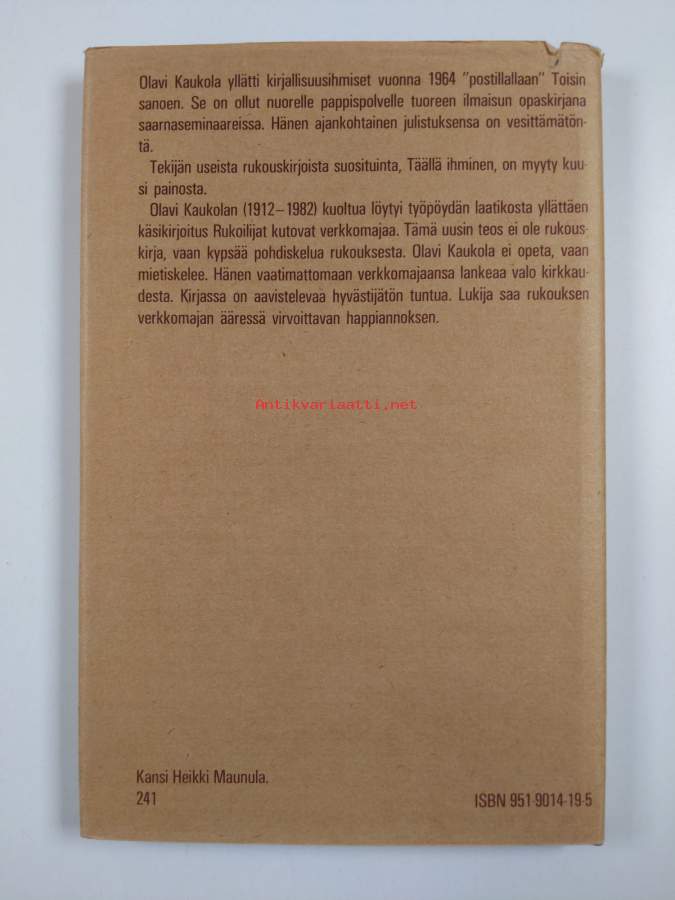 Olavi Kaukola yllätti kirjallisuusihmiset vuonna 1964 "postillallaan" Toisin
sanoen. Se on ollut nuorelle pappispolvelle tuoreen ilmaisun opaskirjana
saarnaseminaareissa. Hänen ajankohtainen julistuksensa on vesittämätön-
tä.
Tekijän useista rukouskirjoista suosituinta, Täällä ihminen, on myyty kuu-
si painosta.
Olavi Kaukolan (1912–1982) kuoltua löytyi työpöydän laatikosta yllättäen
käsikirjoitus Rukoilijat kutovat verkkomajaa. Tämä uusin teos ei ole rukous-
kirja, vaan kypsää pohdiskelua rukouksesta. Olavi Kaukola ei opeta, vaan
mietiskelee. Hänen vaatimattomaan verkkomajaansa lankeaa valo kirkkau-
desta. Kirjassa on aavistelevaa hyvästijätön tuntua. Lukija saa rukouksen
verkkomajan ääressä virvoittavan happiannoksen.
Antikvariaatti.net
Kansi Heikki Maunula.
241
ISBN 951-9014-19-5